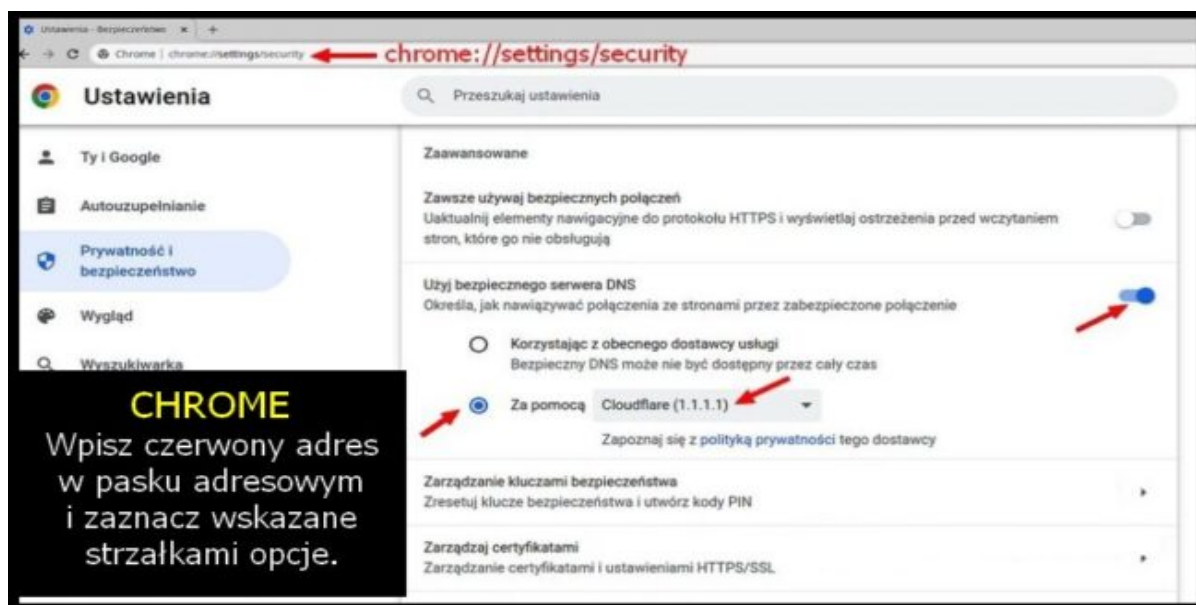 Ustawienia - Bezpieczeństwo × +
Chrome | chrome://settings/security chrome://settings/security
Ustawienia
Przeszukaj ustawienia
Ty i Google
Autouzupełnianie
Prywatność i
bezpieczeństwo
Wygląd
Wyszukiwarka
Zaawansowane
Zawsze używaj bezpiecznych połączeń
Uaktualnij elementy nawigacyjne do protokołu HTTPS i wyświetlaj ostrzeżenia przed wczytaniem
stron, które go nie obsługują
Użyj bezpiecznego serwera DNS
Określa, jak nawiązywać połączenia ze stronami przez zabezpieczone połączenie
Korzystając z obecnego dostawcy usługi
Bezpieczny DNS może nie być dostępny przez cały czas
Za pomocą Cloudflare (1.1.1.1)
Zapoznaj się z polityką prywatności tego dostawcy
Zarządzanie kluczami bezpieczeństwa
Zresetuj klucze bezpieczeństwa i utwórz kody PIN
Zarządzaj certyfikatami
Zarządzanie certyfikatami i ustawieniami HTTPS/SSL
CHROME
Wpisz czerwony adres
w pasku adresowym
i zaznacz wskazane
strzałkami opcje.